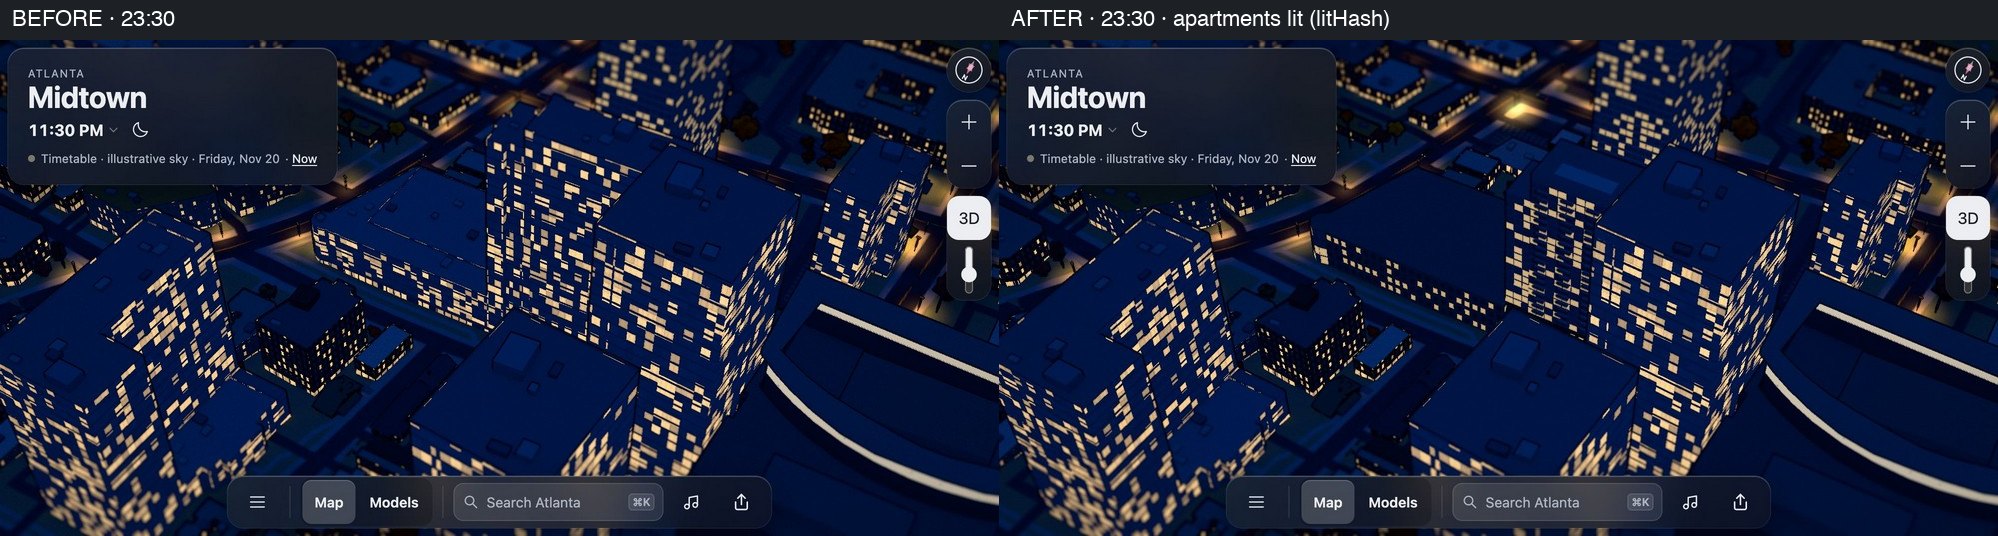 BEFORE · 23:30
ATLANTA
Midtown
11:30 PM
Timetable · illustrative sky · Friday, Nov 20 · Now
N
3D
Map Models Search Atlanta ⌘K
AFTER · 23:30 · apartments lit (litHash)
ATLANTA
Midtown
11:30 PM
Timetable · illustrative sky · Friday, Nov 20 · Now
N
3D
Map Models Search Atlanta ⌘K